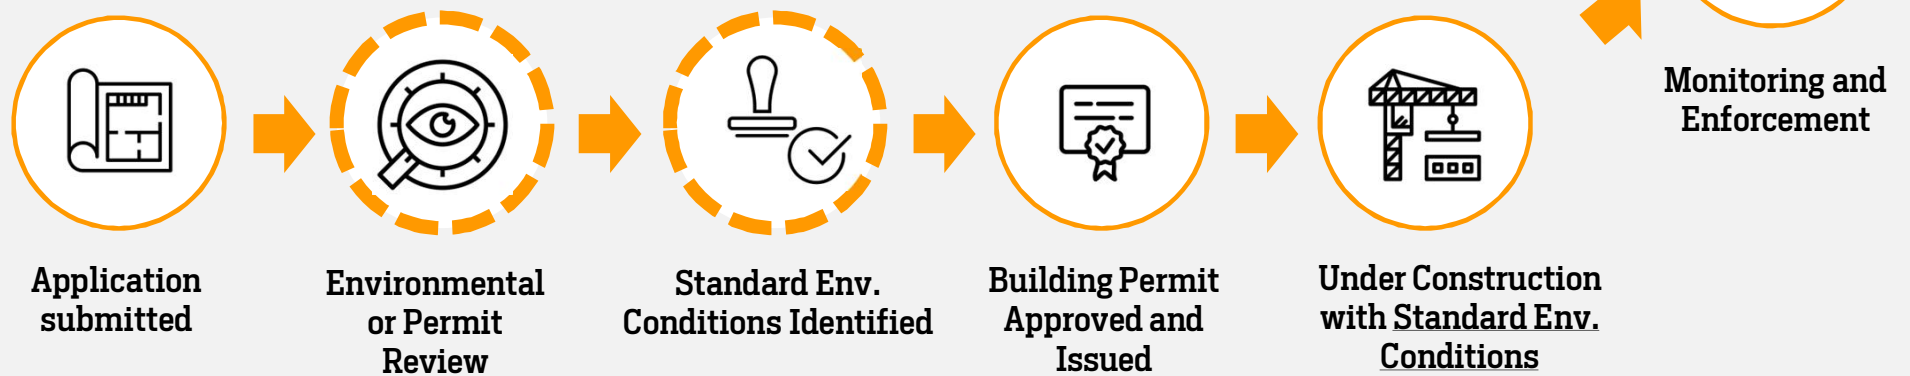 Monitoring and
Enforcement
Application
submitted
Environmental
or Permit
Review
Standard Env.
Conditions Identified
Building Permit
Approved and
Issued
Under Construction
with Standard Env.
Conditions